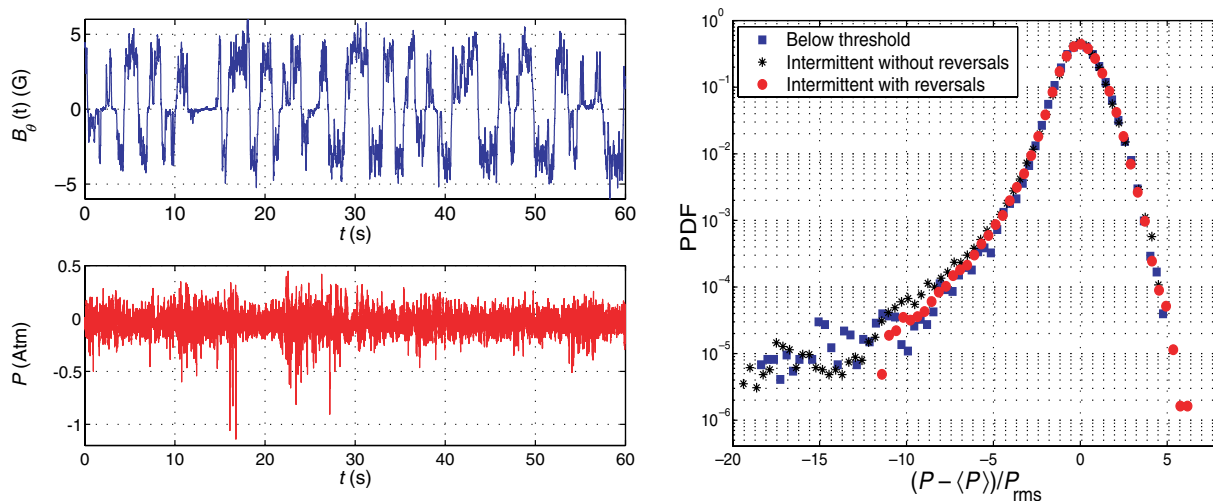 B_θ (t) (G)
5
0
−5
0 10 20 30 40 50 60
t (s)
P (Atm)
0.5
0
−0.5
−1
0 10 20 30 40 50 60
t (s)
PDF
10^0
10^−1
10^−2
10^−3
10^−4
10^−5
10^−6
Below threshold
Intermittent without reversals
Intermittent with reversals
−20 −15 −10 −5 0 5
(P − ⟨P⟩)/P_rms